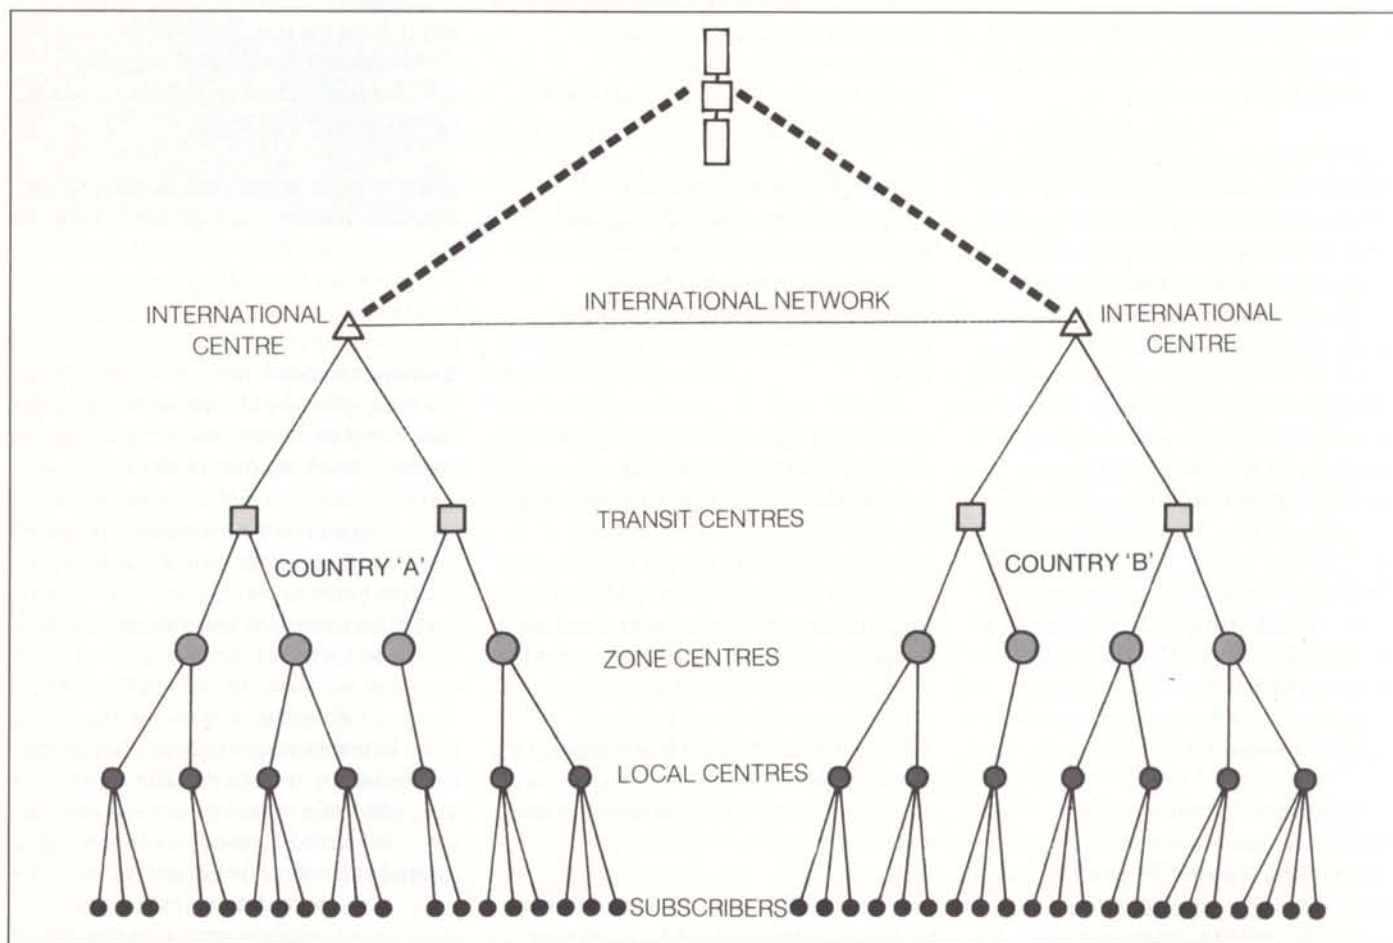 INTERNATIONAL NETWORK
INTERNATIONAL
CENTRE
INTERNATIONAL
CENTRE
TRANSIT CENTRES
COUNTRY 'A'
COUNTRY 'B'
ZONE CENTRES
LOCAL CENTRES
SUBSCRIBERS